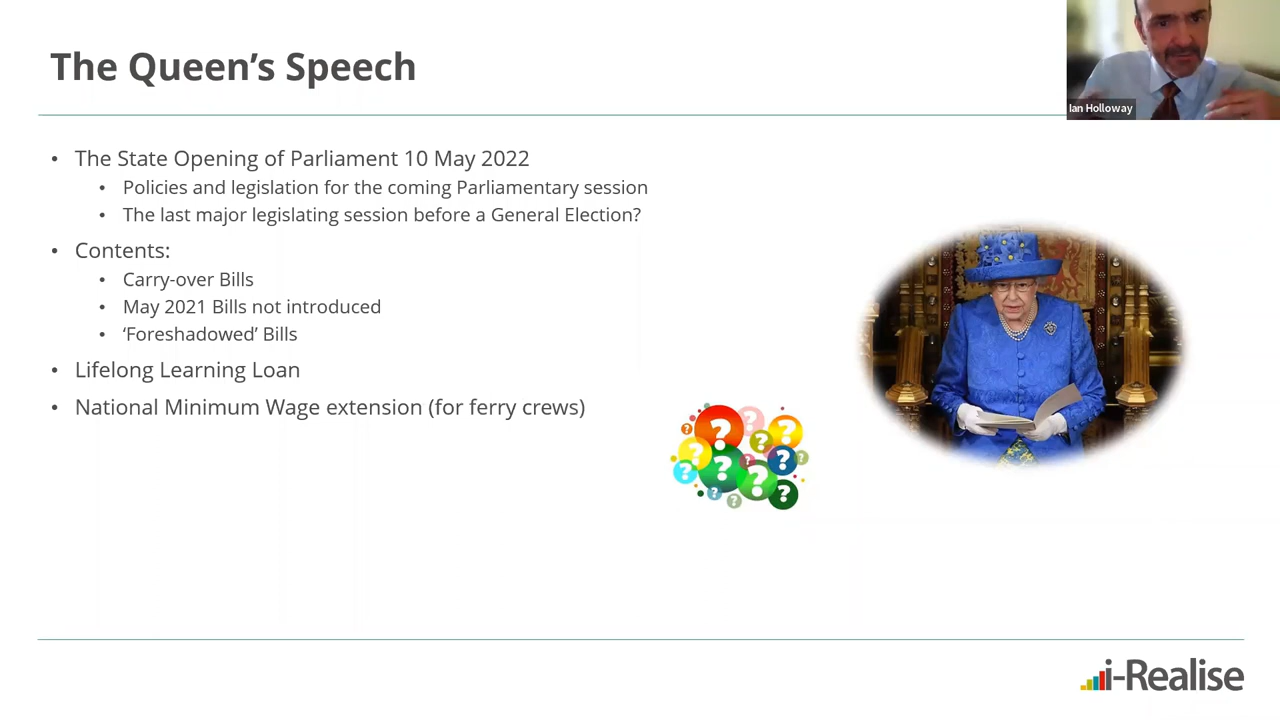 The Queen’s Speech
Ian Holloway
• The State Opening of Parliament 10 May 2022
• Policies and legislation for the coming Parliamentary session
• The last major legislating session before a General Election?
• Contents:
• Carry-over Bills
• May 2021 Bills not introduced
• ‘Foreshadowed’ Bills
• Lifelong Learning Loan
• National Minimum Wage extension (for ferry crews)
? ? ? ? ? ? ? ? ? ? ? ? ? ?
i-Realise